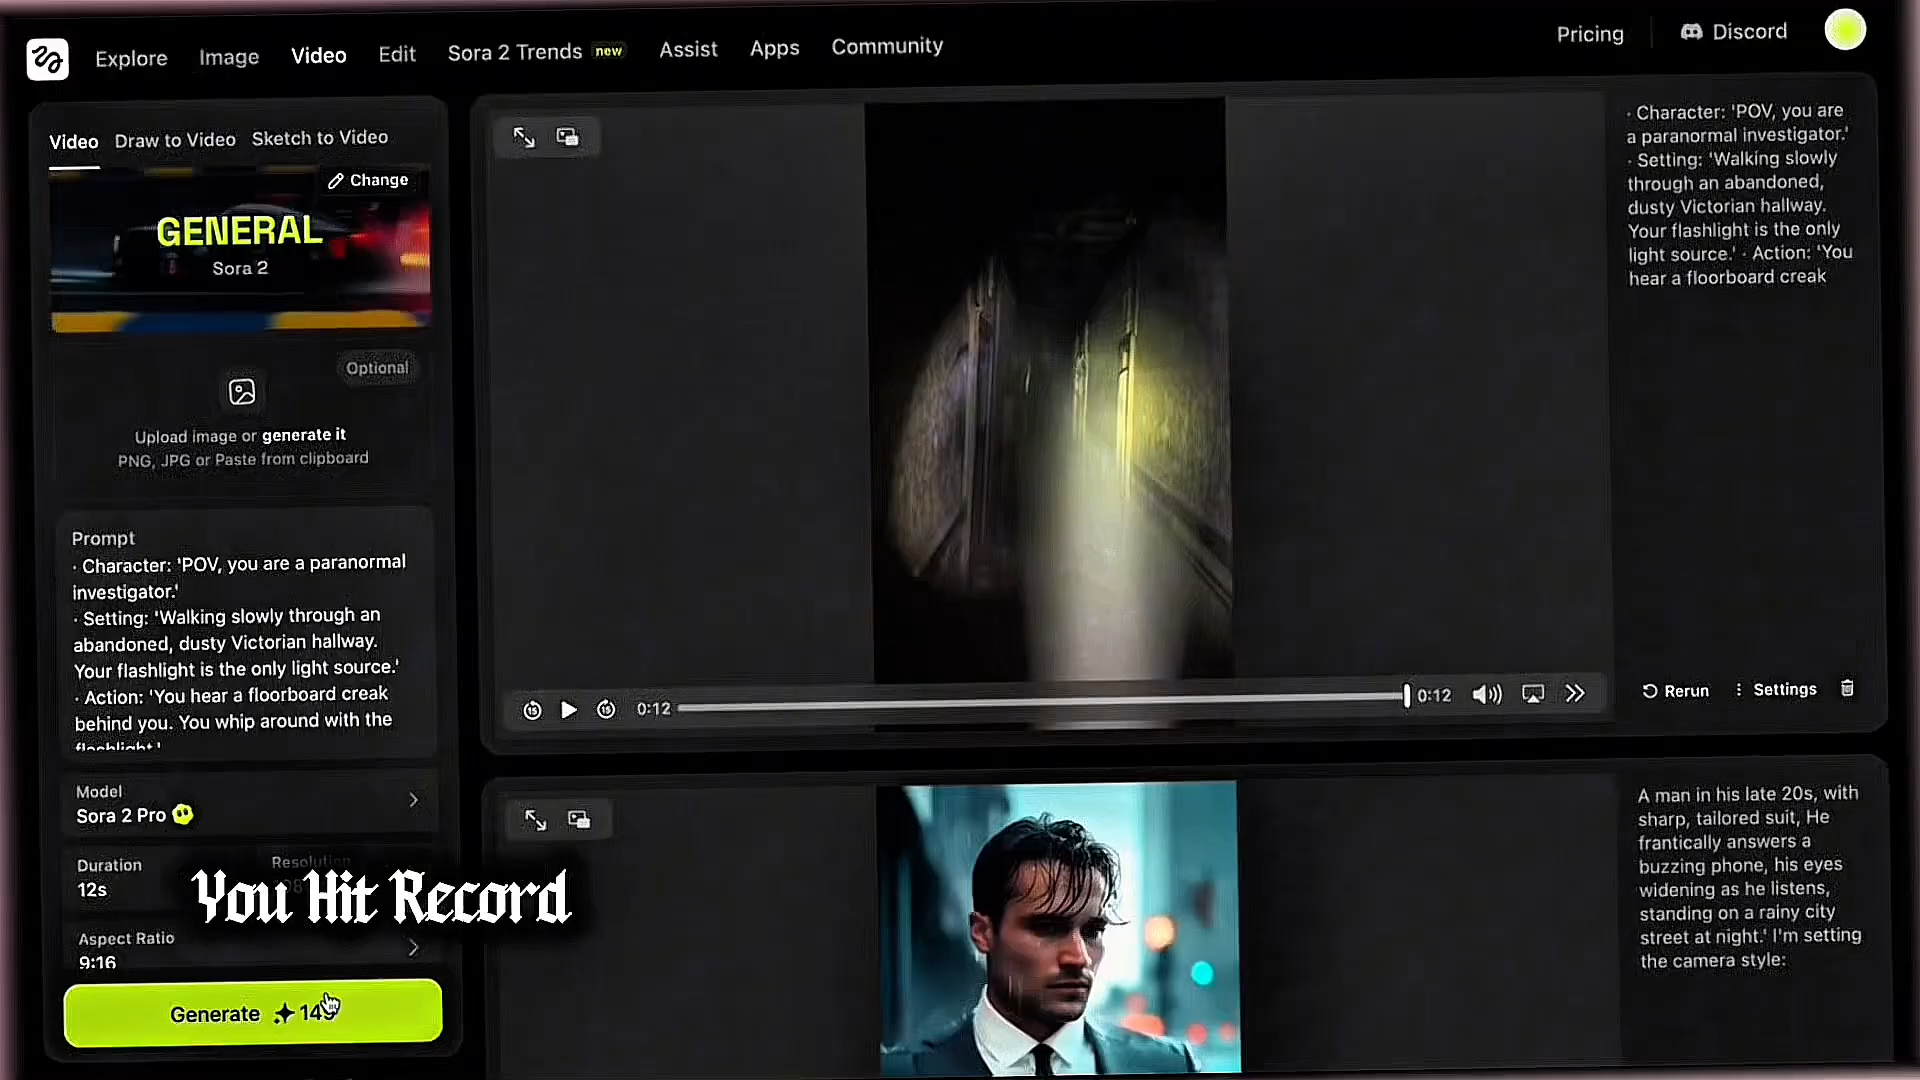 Explore
Image
Video
Edit
Sora 2 Trends new
Assist
Apps
Community
Pricing
Discord
Video
Draw to Video
Sketch to Video
Change
GENERAL
Sora 2
Optional
Upload image or generate it
PNG, JPG or Paste from clipboard
Prompt
· Character: 'POV, you are a paranormal
investigator.'
· Setting: 'Walking slowly through an
abandoned, dusty Victorian hallway.
Your flashlight is the only light source.'
· Action: 'You hear a floorboard creak
behind you. You whip around with the
flashlight.'
Model
Sora 2 Pro
Duration
12s
Resolution
You Hit Record
Aspect Ratio
9:16
Generate
15
15
0:12
0:12
· Character: 'POV, you are
a paranormal investigator.'
· Setting: 'Walking slowly
through an abandoned,
dusty Victorian hallway.
Your flashlight is the only
light source.' · Action: 'You
hear a floorboard creak
Rerun
Settings
A man in his late 20s, with
sharp, tailored suit, He
frantically answers a
buzzing phone, his eyes
widening as he listens,
standing on a rainy city
street at night.' I'm setting
the camera style: